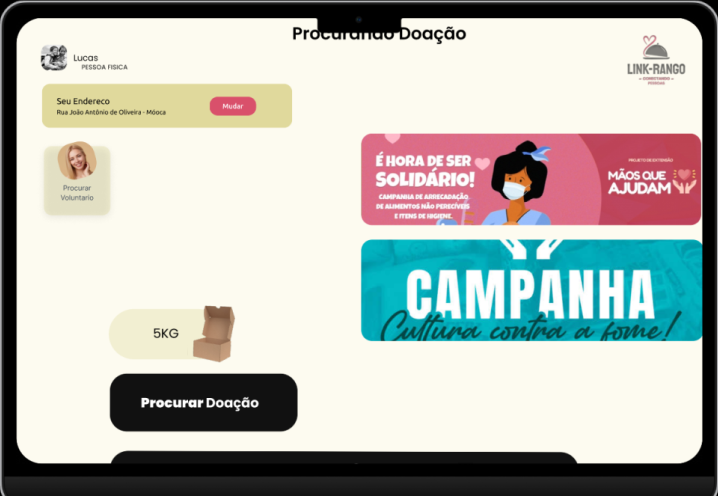 Procurando Doação
Lucas
PESSOA FISICA
LINK-RANGO
CONECTANDO
PESSOAS
Seu Endereco
Rua João Antônio de Oliveira - Móoca
Mudar
Procurar
Voluntario
É HORA DE SER
SOLIDÁRIO!
CAMPANHA DE ARRECADAÇÃO
DE ALIMENTOS NÃO PERECÍVEIS
E ITENS DE HIGIENE.
PROJETO DE EXTENSÃO
MÃOS QUE
AJUDAM
CAMPANHA
Cultura contra a fome!
5KG
Procurar Doação